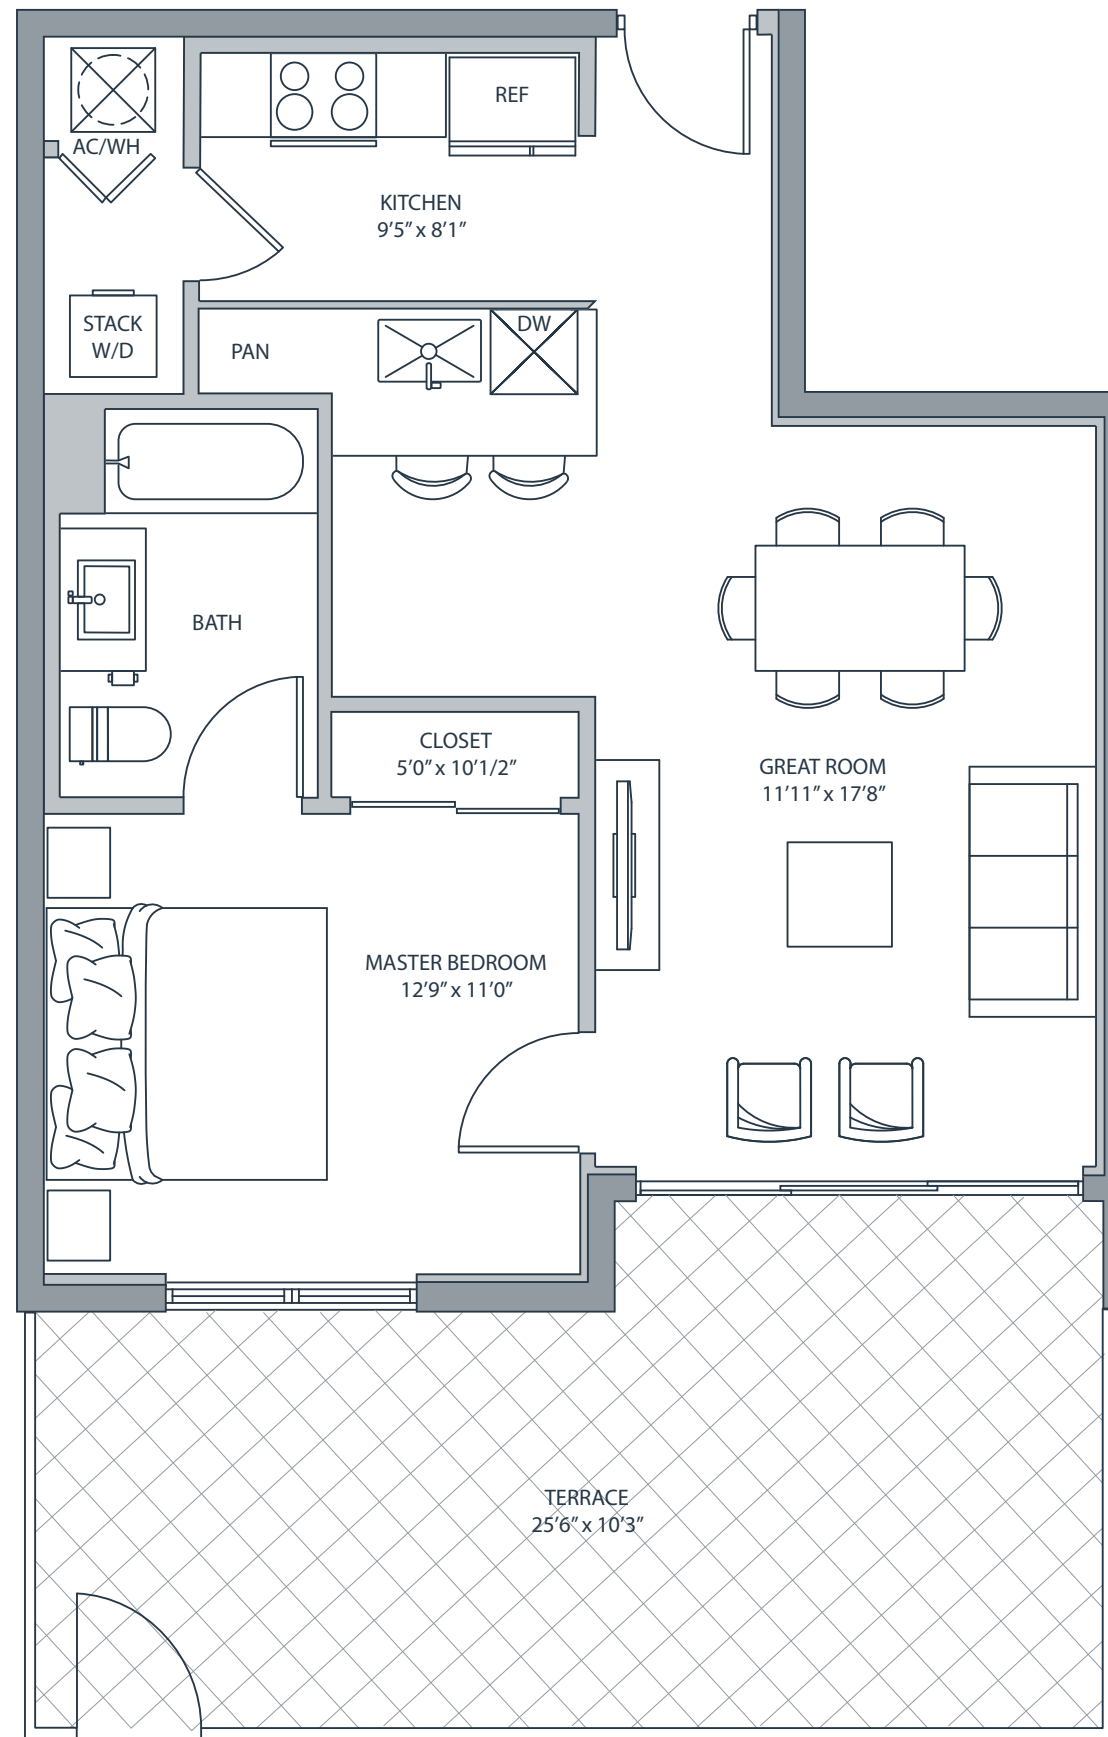 REF
AC/WH
KITCHEN
9’5” x 8’1”
STACK
W/D
PAN
DW
BATH
CLOSET
5’0” x 10’1/2”
GREAT ROOM
11’11” x 17’8”
MASTER BEDROOM
12’9” x 11’0”
TERRACE
25’6” x 10’3”